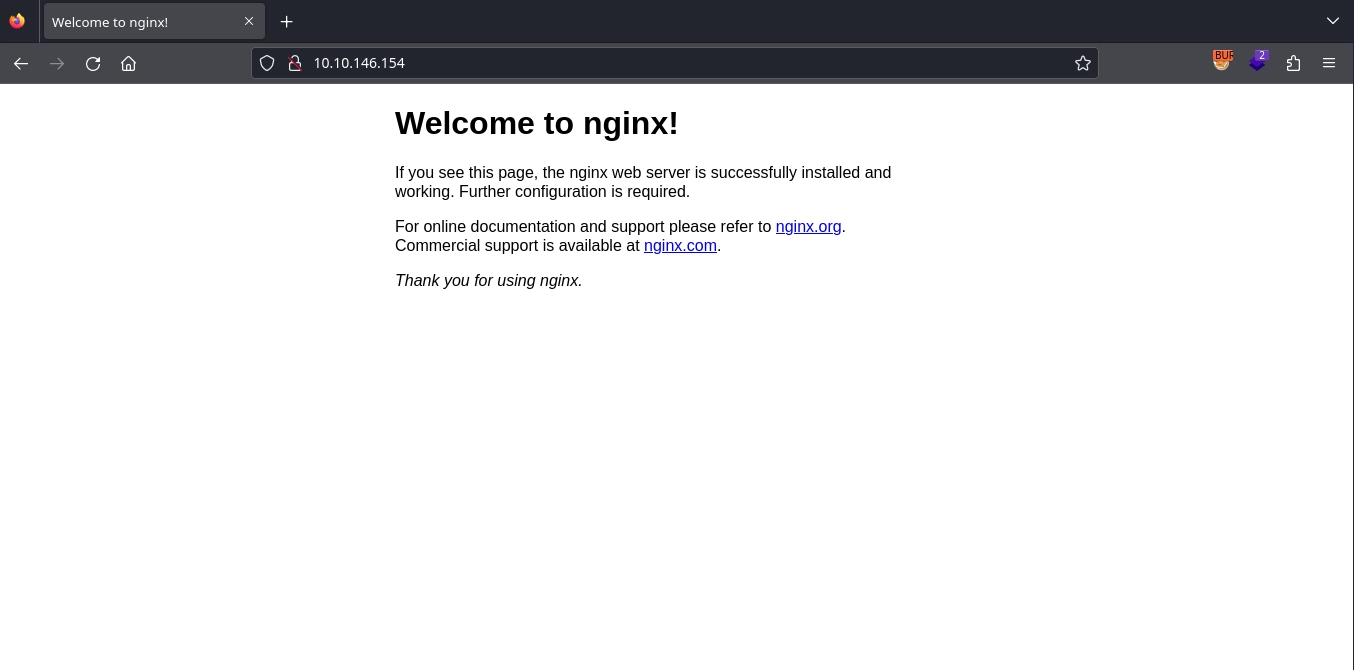 Welcome to nginx!
10.10.146.154
BUR
2
Welcome to nginx!
If you see this page, the nginx web server is successfully installed and
working. Further configuration is required.
For online documentation and support please refer to nginx.org.
Commercial support is available at nginx.com.
Thank you for using nginx.